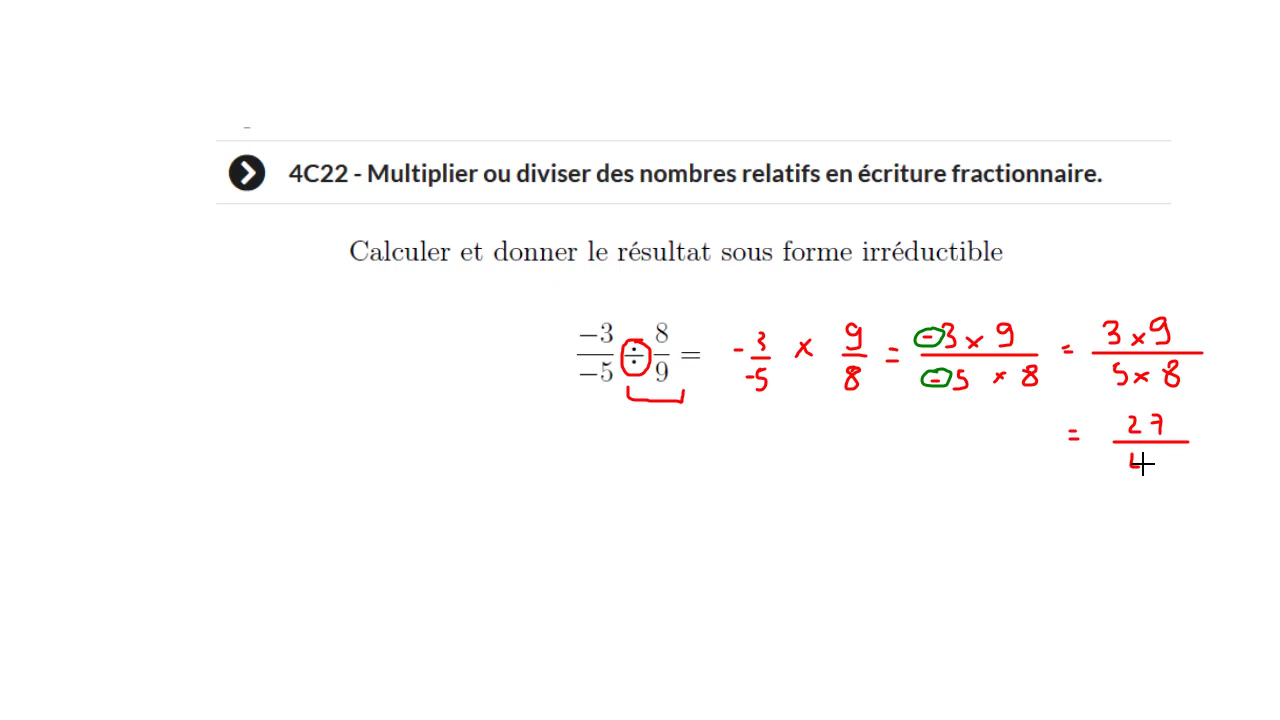 4C22 - Multiplier ou diviser des nombres relatifs en écriture fractionnaire.
Calculer et donner le résultat sous forme irréductible
−3/−5 ÷ 8/9 = -3/-5 × 9/8 = -3×9/-5×8 = 3×9/5×8
= 27/4